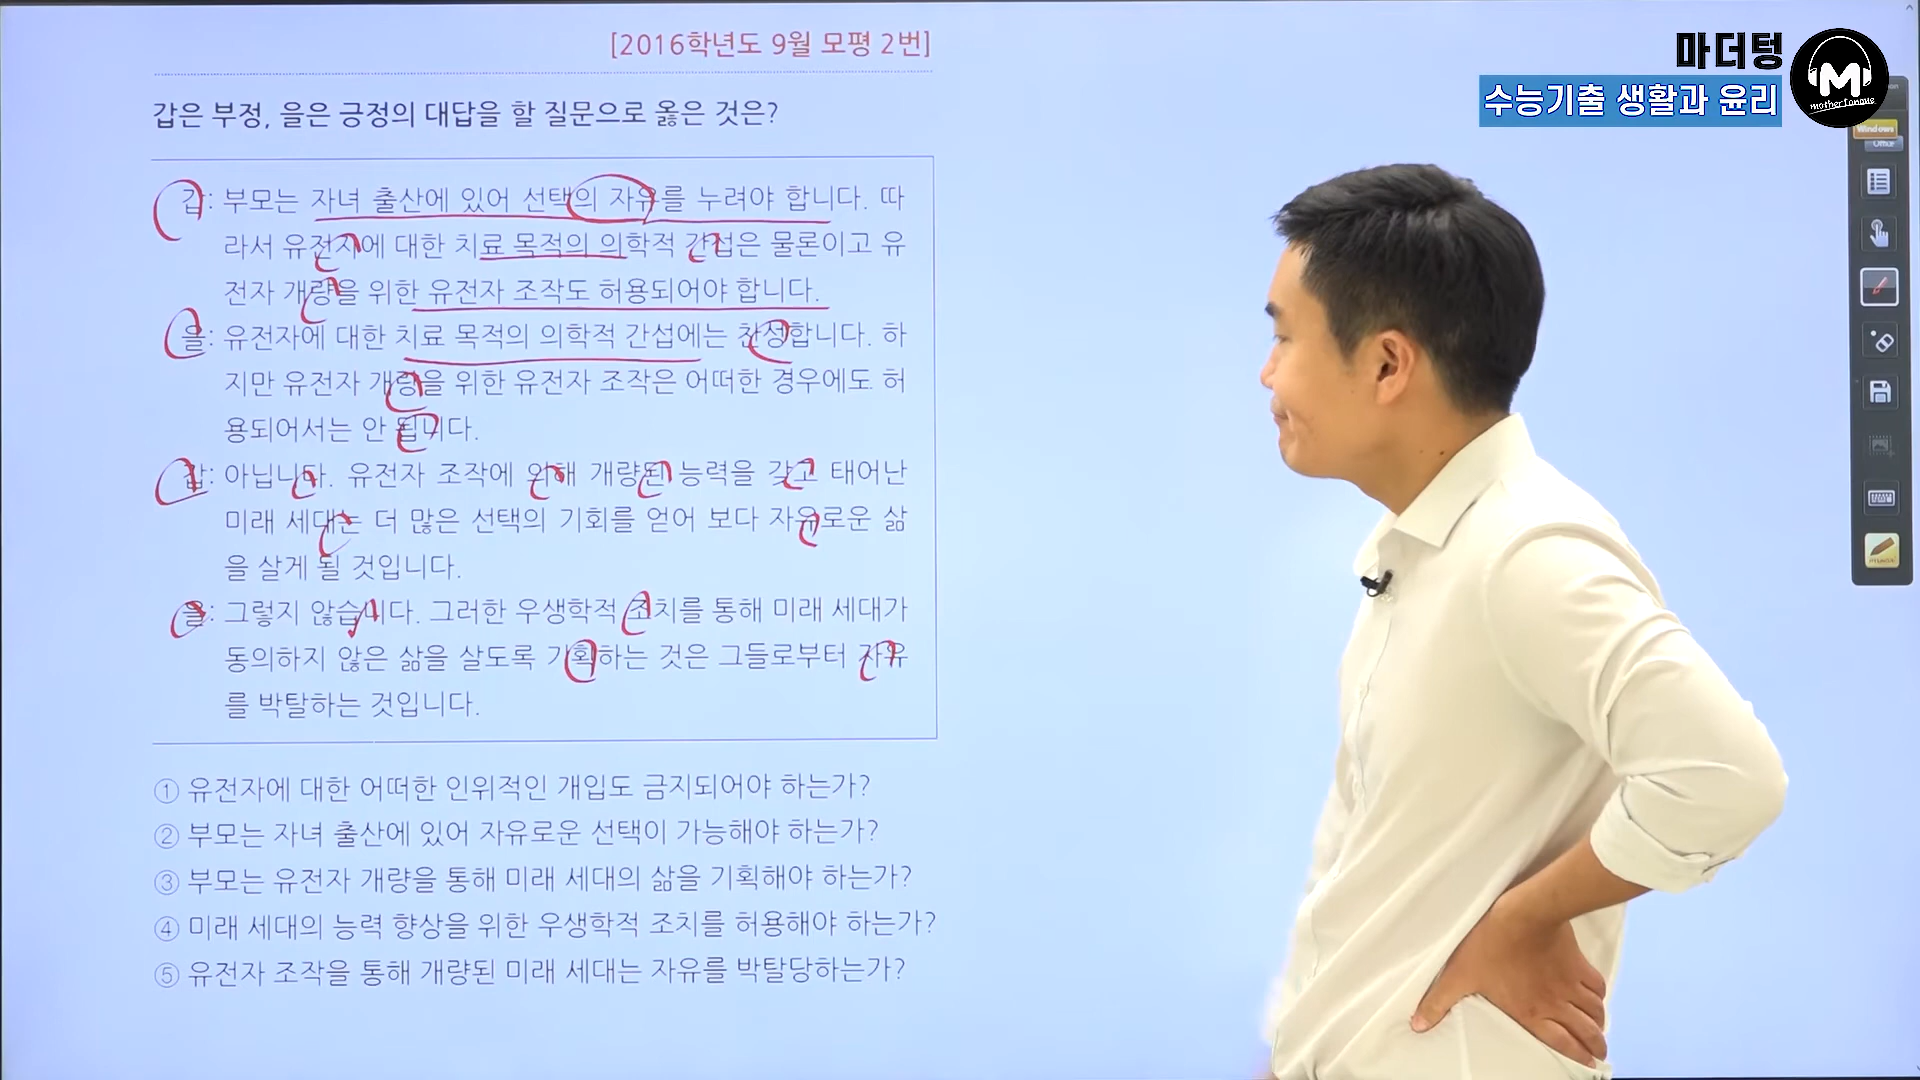 [2016학년도 9월 모평 2번]
마더텅
수능기출 생활과 윤리
M
mothertongue
갑은 부정, 을은 긍정의 대답을 할 질문으로 옳은 것은?
갑: 부모는 자녀 출산에 있어 선택의 자유를 누려야 합니다. 따
라서 유전자에 대한 치료 목적의 의학적 간섭은 물론이고 유
전자 개량을 위한 유전자 조작도 허용되어야 합니다.
을: 유전자에 대한 치료 목적의 의학적 간섭에는 찬성합니다. 하
지만 유전자 개량을 위한 유전자 조작은 어떠한 경우에도 허
용되어서는 안 됩니다.
갑: 아닙니다. 유전자 조작에 의해 개량된 능력을 갖고 태어난
미래 세대는 더 많은 선택의 기회를 얻어 보다 자유로운 삶
을 살게 될 것입니다.
을: 그렇지 않습니다. 그러한 우생학적 조치를 통해 미래 세대가
동의하지 않은 삶을 살도록 기획하는 것은 그들로부터 자유
를 박탈하는 것입니다.
① 유전자에 대한 어떠한 인위적인 개입도 금지되어야 하는가?
② 부모는 자녀 출산에 있어 자유로운 선택이 가능해야 하는가?
③ 부모는 유전자 개량을 통해 미래 세대의 삶을 기획해야 하는가?
④ 미래 세대의 능력 향상을 위한 우생학적 조치를 허용해야 하는가?
⑤ 유전자 조작을 통해 개량된 미래 세대는 자유를 박탈당하는가?
Windows
Office